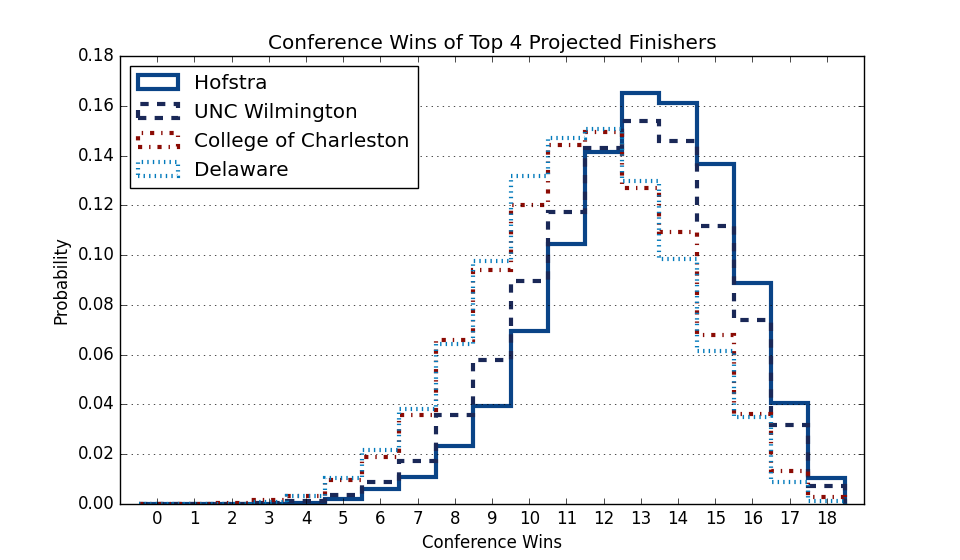 Conference Wins of Top 4 Projected Finishers
0.18
0.16
0.14
0.12
0.10
0.08
0.06
0.04
0.02
0.00
Probability
Hofstra
UNC Wilmington
College of Charleston
Delaware
0 1 2 3 4 5 6 7 8 9 10 11 12 13 14 15 16 17 18
Conference Wins